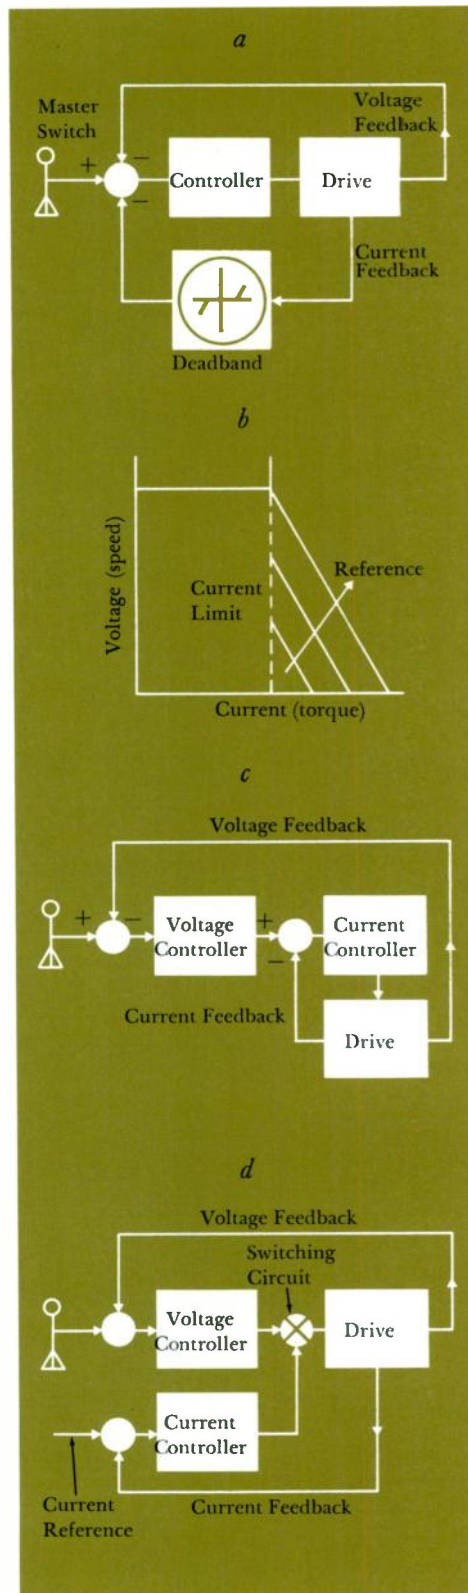 a
Master
Switch
Voltage
Feedback
+
−
−
Controller
Drive
Current
Feedback
Deadband
b
Voltage (speed)
Current
Limit
Reference
Current (torque)
c
Voltage Feedback
+
−
Voltage
Controller
+
−
Current
Controller
Current Feedback
Drive
d
Voltage Feedback
Switching
Circuit
Voltage
Controller
Drive
Current
Controller
Current
Reference
Current Feedback